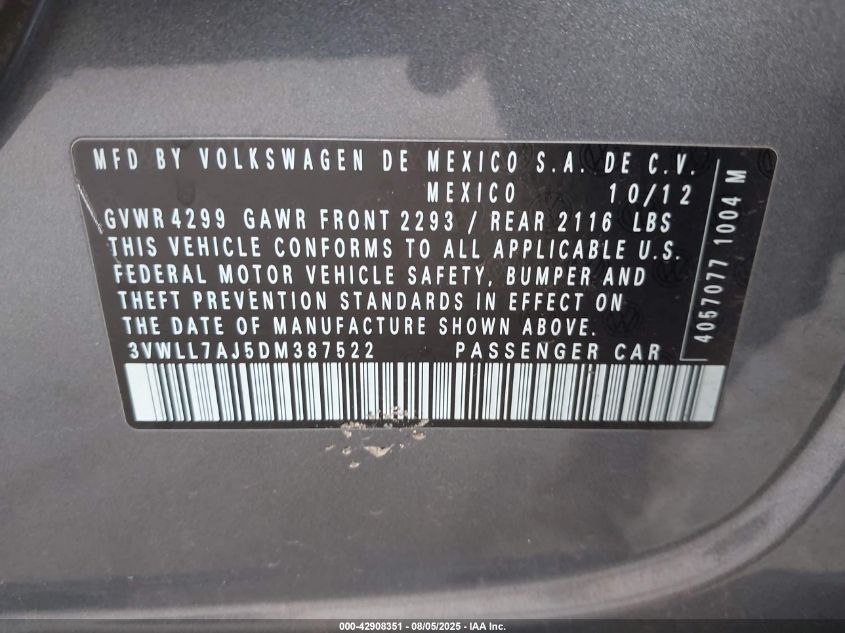 MFD BY VOLKSWAGEN DE MEXICO S.A. DE C.V.
MEXICO 10/12
GVWR 4299 GAWR FRONT 2293 / REAR 2116 LBS
THIS VEHICLE CONFORMS TO ALL APPLICABLE U.S.
FEDERAL MOTOR VEHICLE SAFETY, BUMPER AND
THEFT PREVENTION STANDARDS IN EFFECT ON
THE DATE OF MANUFACTURE SHOWN ABOVE.
3VWLL7AJ5DM387522 PASSENGER CAR
4057077 1004 M
000-42908351 - 08/05/2025 - IAA Inc.